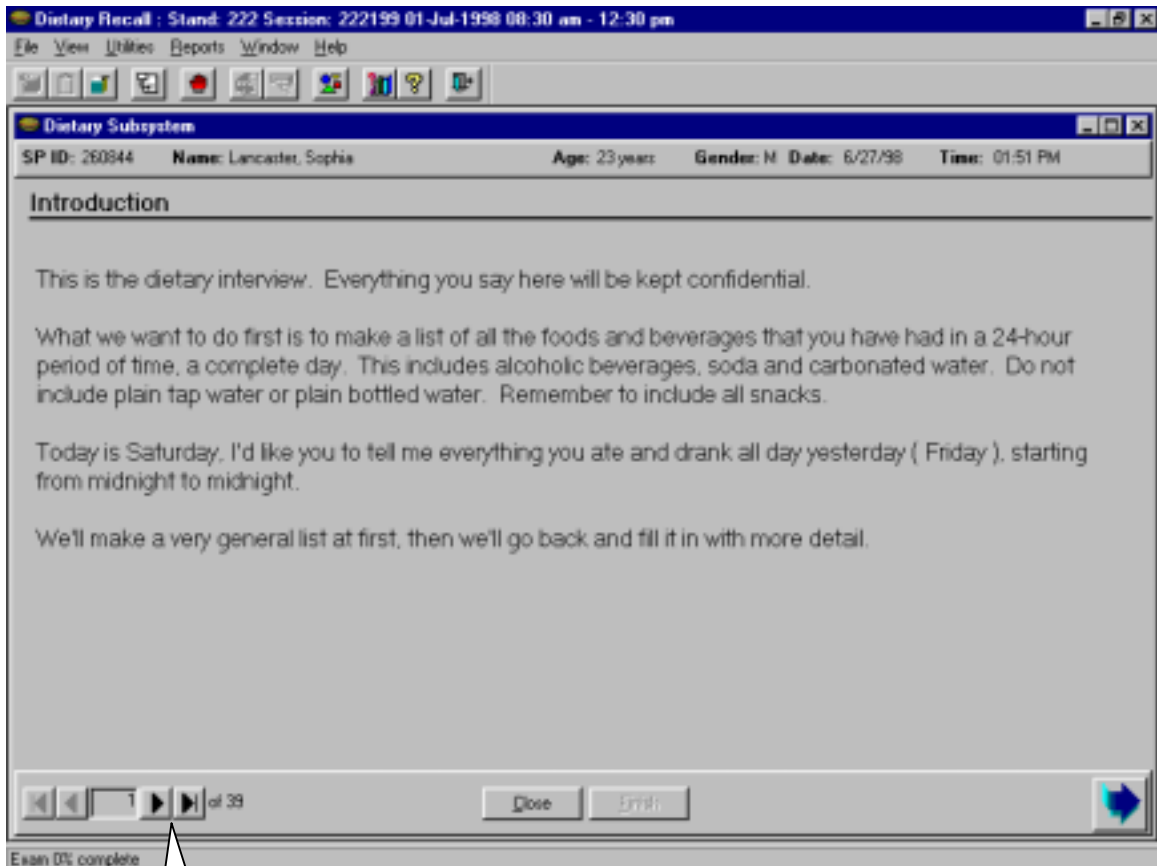 Dietary Recall : Stand: 222 Session: 222199 01-Jul-1998 08:30 am - 12:30 pm
File View Utilities Reports Window Help
Dietary Subsystem
SP ID: 260844 Name: Lancaster, Sophia Age: 23 years Gender: M Date: 6/27/98 Time: 01:51 PM
Introduction
This is the dietary interview. Everything you say here will be kept confidential.
What we want to do first is to make a list of all the foods and beverages that you have had in a 24-hour
period of time, a complete day. This includes alcoholic beverages, soda and carbonated water. Do not
include plain tap water or plain bottled water. Remember to include all snacks.
Today is Saturday, I'd like you to tell me everything you ate and drank all day yesterday ( Friday ), starting
from midnight to midnight.
We'll make a very general list at first, then we'll go back and fill it in with more detail.
1 of 39 Close Finish
Exam 0% complete